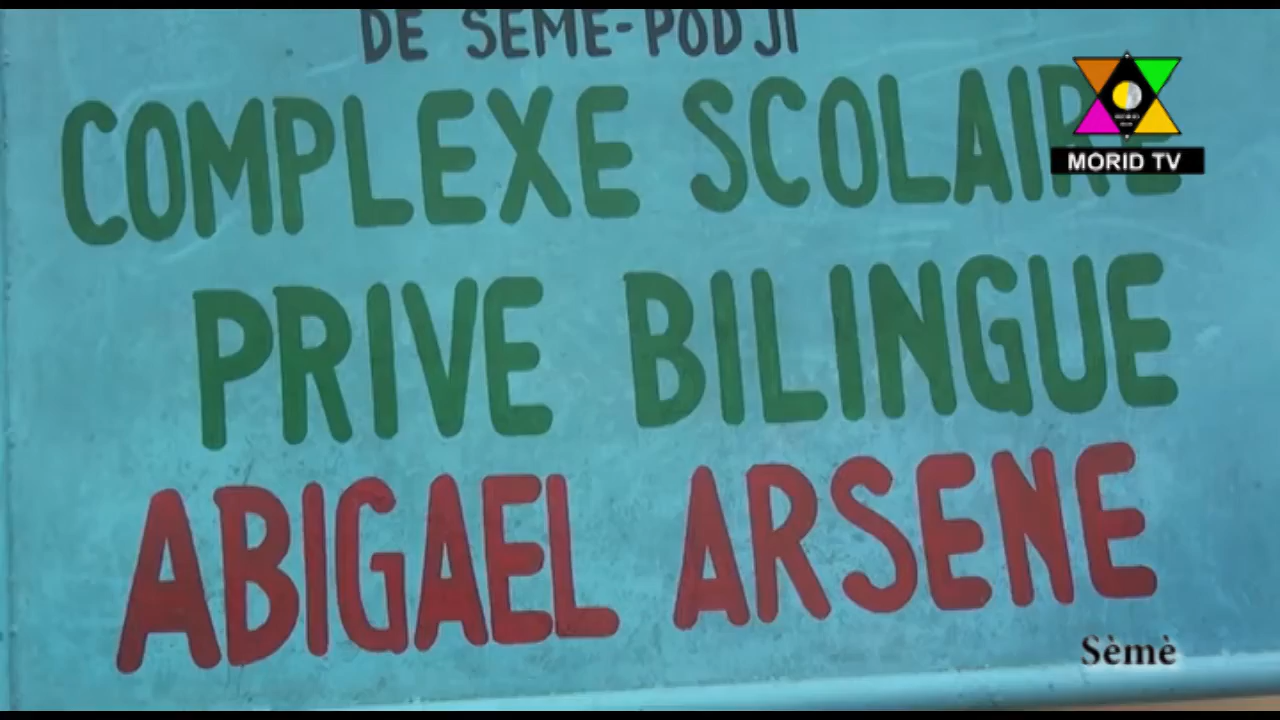 DE SEME-PODJI
COMPLEXE SCOLAIRE
PRIVE BILINGUE
ABIGAEL ARSENE
MORID TV
Sèmè